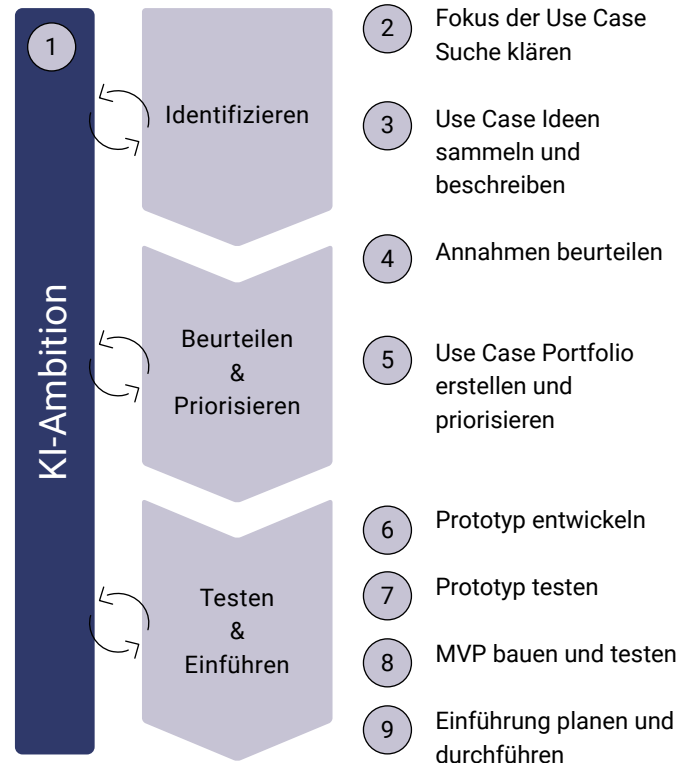 1
KI-Ambition
Identifizieren
2
Fokus der Use Case
Suche klären
3
Use Case Ideen
sammeln und
beschreiben
Beurteilen
&
Priorisieren
4
Annahmen beurteilen
5
Use Case Portfolio
erstellen und
priorisieren
Testen
&
Einführen
6
Prototyp entwickeln
7
Prototyp testen
8
MVP bauen und testen
9
Einführung planen und
durchführen